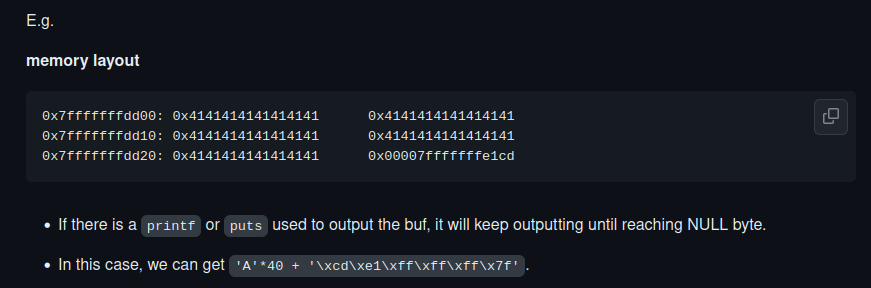 E.g.
memory layout
0x7fffffffdd00: 0x4141414141414141      0x4141414141414141
0x7fffffffdd10: 0x4141414141414141      0x4141414141414141
0x7fffffffdd20: 0x4141414141414141      0x00007fffffffe1cd
• If there is a printf or puts used to output the buf, it will keep outputting until reaching NULL byte.
• In this case, we can get 'A'*40 + '\xcd\xe1\xff\xff\xff\x7f'.